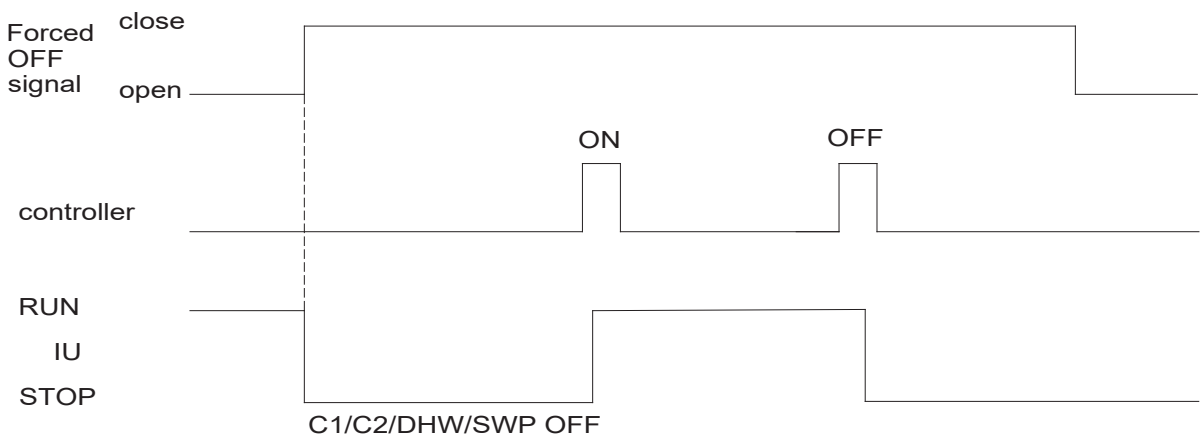 Forced
OFF
signal
close
open
ON
OFF
controller
RUN
IU
STOP
C1/C2/DHW/SWP OFF